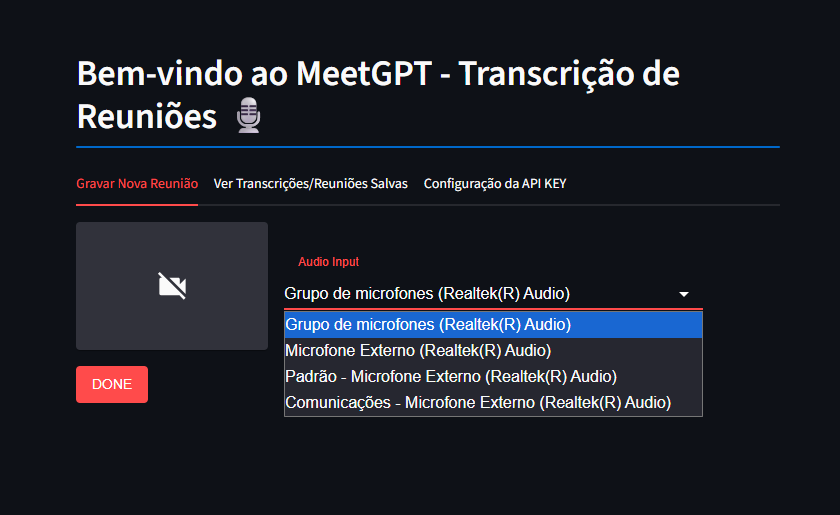 Bem-vindo ao MeetGPT - Transcrição de
Reuniões
Gravar Nova Reunião
Ver Transcrições/Reuniões Salvas
Configuração da API KEY
Audio Input
Grupo de microfones (Realtek(R) Audio)
Grupo de microfones (Realtek(R) Audio)
Microfone Externo (Realtek(R) Audio)
Padrão - Microfone Externo (Realtek(R) Audio)
Comunicações - Microfone Externo (Realtek(R) Audio)
DONE